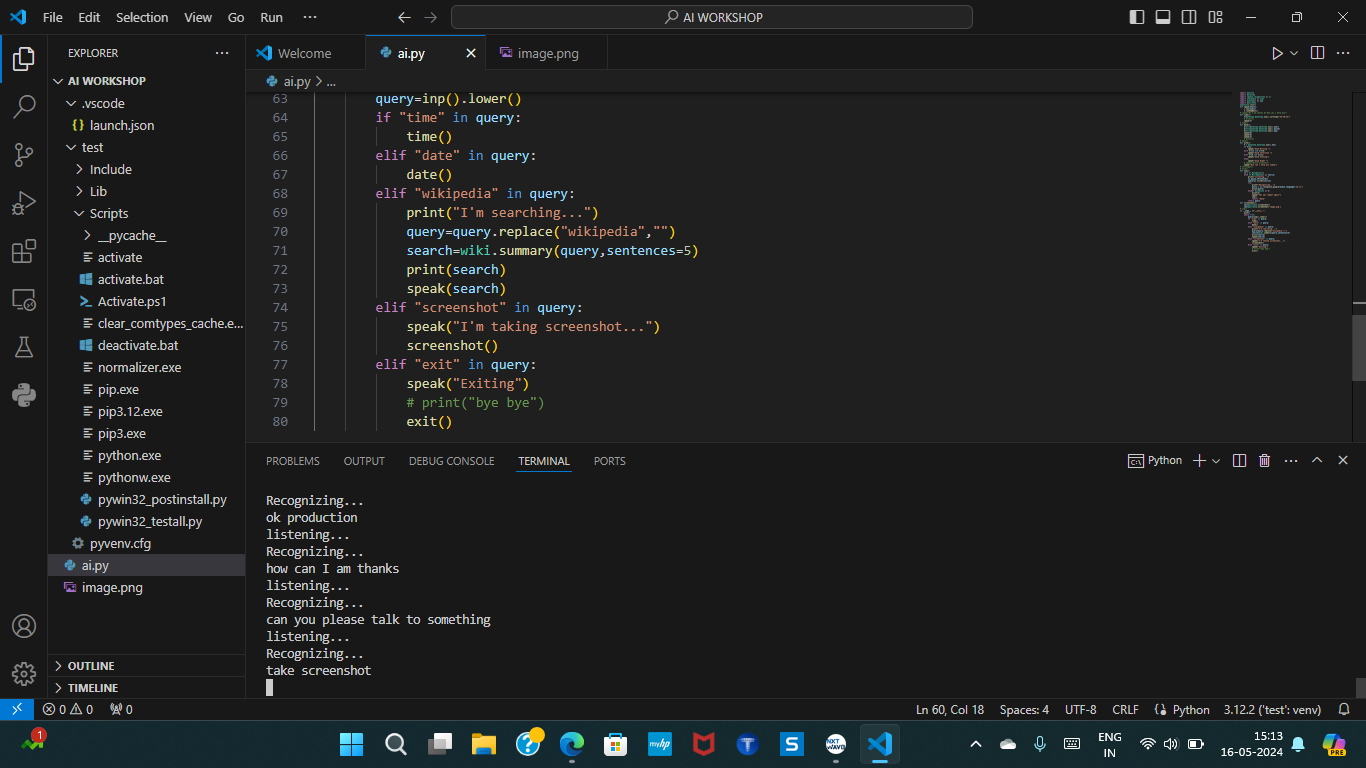 File Edit Selection View Go Run ··· AI WORKSHOP
EXPLORER ···
AI WORKSHOP
.vscode
launch.json
test
Include
Lib
Scripts
__pycache__
activate
activate.bat
Activate.ps1
clear_comtypes_cache.e...
deactivate.bat
normalizer.exe
pip.exe
pip3.12.exe
pip3.exe
python.exe
pythonw.exe
pywin32_postinstall.py
pywin32_testall.py
pyvenv.cfg
ai.py
image.png
OUTLINE
TIMELINE
Welcome ai.py image.png
ai.py > ...
63 query=inp().lower()
64 if "time" in query:
65 time()
66 elif "date" in query:
67 date()
68 elif "wikipedia" in query:
69 print("I'm searching...")
70 query=query.replace("wikipedia","")
71 search=wiki.summary(query,sentences=5)
72 print(search)
73 speak(search)
74 elif "screenshot" in query:
75 speak("I'm taking screenshot...")
76 screenshot()
77 elif "exit" in query:
78 speak("Exiting")
79 # print("bye bye")
80 exit()
PROBLEMS OUTPUT DEBUG CONSOLE TERMINAL PORTS Python
Recognizing...
ok production
listening...
Recognizing...
how can I am thanks
listening...
Recognizing...
can you please talk to something
listening...
Recognizing...
take screenshot
0 0 0 Ln 60, Col 18 Spaces: 4 UTF-8 CRLF Python 3.12.2 ('test': venv)
1 myhp T S NXT WAVE ENG 15:13 PRE
IN 16-05-2024